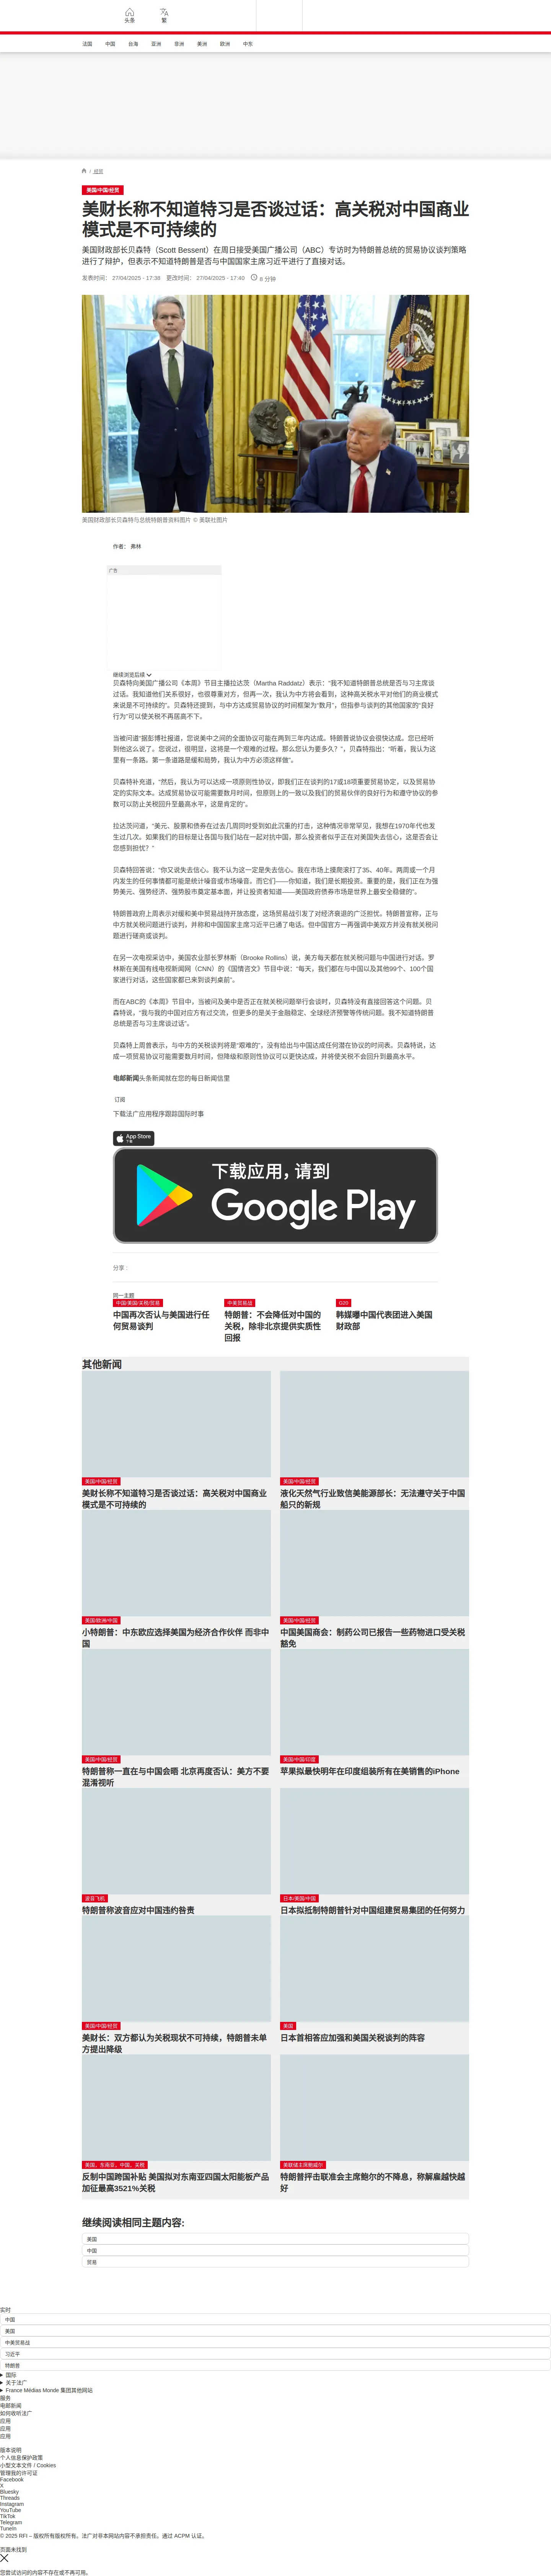 头条
繁
法国
中国
台海
亚洲
非洲
美洲
欧洲
中东
/ 经贸
美国/中国/经贸
美财长称不知道特习是否谈过话：高关税对中国商业
模式是不可持续的
美国财政部长贝森特（Scott Bessent）在周日接受美国广播公司（ABC）专访时为特朗普总统的贸易协议谈判策略
进行了辩护，但表示不知道特朗普是否与中国国家主席习近平进行了直接对话。
发表时间： 27/04/2025 - 17:38 更改时间： 27/04/2025 - 17:40 8 分钟
美国财政部长贝森特与总统特朗普资料图片 © 美联社图片
作者： 弗林
广告
继续浏览后续
贝森特向美国广播公司《本周》节目主播拉达茨（Martha Raddatz）表示：“我不知道特朗普总统是否与习主席谈
过话。我知道他们关系很好，也很尊重对方，但再一次，我认为中方将会看到，这种高关税水平对他们的商业模式
来说是不可持续的”。贝森特还提到，与中方达成贸易协议的时间框架为“数月”，但指参与谈判的其他国家的“良好
行为”可以使关税不再居高不下。
当被问道“据彭博社报道，您说美中之间的全面协议可能在两到三年内达成。特朗普说协议会很快达成。您已经听
到他这么说了。您说过，很明显，这将是一个艰难的过程。那么您认为要多久？”，贝森特指出：“听着，我认为这
里有一条路。第一条道路是缓和局势，我认为中方必须这样做”。
贝森特补充道，“然后，我认为可以达成一项原则性协议，即我们正在谈判的17或18项重要贸易协定，以及贸易协
定的实际文本。达成贸易协议可能需要数月时间，但原则上的一致以及我们的贸易伙伴的良好行为和遵守协议的参
数可以防止关税回升至最高水平，这是肯定的”。
拉达茨问道，“美元、股票和债券在过去几周同时受到如此沉重的打击，这种情况非常罕见，我想在1970年代也发
生过几次。如果我们的目标是让各国与我们站在一起对抗中国，那么投资者似乎正在对美国失去信心，这是否会让
您感到担忧？”
贝森特回答说：“你又说失去信心。我不认为这一定是失去信心。我在市场上摸爬滚打了35、40年。两周或一个月
内发生的任何事情都可能是统计噪音或市场噪音。而它们——你知道，我们是长期投资。重要的是，我们正在为强
势美元、强势经济、强势股市奠定基本面，并让投资者知道——美国政府债券市场是世界上最安全稳健的”。
特朗普政府上周表示对缓和美中贸易战持开放态度，这场贸易战引发了对经济衰退的广泛担忧。特朗普宣称，正与
中方就关税问题进行谈判，并称和中国国家主席习近平已通了电话。但中国官方一再强调中美双方并没有就关税问
题进行磋商或谈判。
在另一次电视采访中，美国农业部长罗林斯（Brooke Rollins）说，美方每天都在就关税问题与中国进行对话。罗
林斯在美国有线电视新闻网（CNN）的《国情咨文》节目中说：“每天，我们都在与中国以及其他99个、100个国
家进行对话，这些国家都已来到谈判桌前”。
而在ABC的《本周》节目中，当被问及美中是否正在就关税问题举行会谈时，贝森特没有直接回答这个问题。贝
森特说，“我与我的中国对应方有过交流，但更多的是关于金融稳定、全球经济预警等传统问题。我不知道特朗普
总统是否与习主席谈过话”。
贝森特上周曾表示，与中方的关税谈判将是“艰难的”，没有给出与中国达成任何潜在协议的时间表。贝森特说，达
成一项贸易协议可能需要数月时间，但降级和原则性协议可以更快达成，并将使关税不会回升到最高水平。
电邮新闻头条新闻就在您的每日新闻信里
订阅
下载法广应用程序跟踪国际时事
App Store
下载
下载应用，请到
Google Play
分享：
同一主题
中国/美国/关税/贸易
中国再次否认与美国进行任
何贸易谈判
中美贸易战
特朗普：不会降低对中国的
关税，除非北京提供实质性
回报
G20
韩媒曝中国代表团进入美国
财政部
其他新闻
美国/中国/经贸
美财长称不知道特习是否谈过话：高关税对中国商业
模式是不可持续的
美国/中国/经贸
液化天然气行业致信美能源部长：无法遵守关于中国
船只的新规
美国/欧洲/中国
小特朗普：中东欧应选择美国为经济合作伙伴 而非中
国
美国/中国/经贸
中国美国商会：制药公司已报告一些药物进口受关税
豁免
美国/中国/经贸
特朗普称一直在与中国会晤 北京再度否认：美方不要
混淆视听
美国/中国/印度
苹果拟最快明年在印度组装所有在美销售的iPhone
波音飞机
特朗普称波音应对中国违约咎责
日本/美国/中国
日本拟抵制特朗普针对中国组建贸易集团的任何努力
美国/中国/经贸
美财长：双方都认为关税现状不可持续，特朗普未单
方提出降级
美国
日本首相答应加强和美国关税谈判的阵容
美国，东南亚，中国，关税
反制中国跨国补贴 美国拟对东南亚四国太阳能板产品
加征最高3521%关税
美联储主席鲍威尔
特朗普抨击联准会主席鲍尔的不降息，称解雇越快越
好
继续阅读相同主题内容:
美国
中国
贸易
实时
中国
美国
中美贸易战
习近平
特朗普
国际
关于法广
France Médias Monde 集团其他网站
服务
电邮新闻
如何收听法广
应用
应用
应用
版本说明
个人信息保护政策
小型文本文件 / Cookies
管理我的许可证
Facebook
X
Bluesky
Threads
Instagram
YouTube
TikTok
Telegram
TuneIn
© 2025 RFI – 版权所有版权所有。法广对非本网站内容不承担责任。通过 ACPM 认证。
页面未找到
您尝试访问的内容不存在或不再可用。